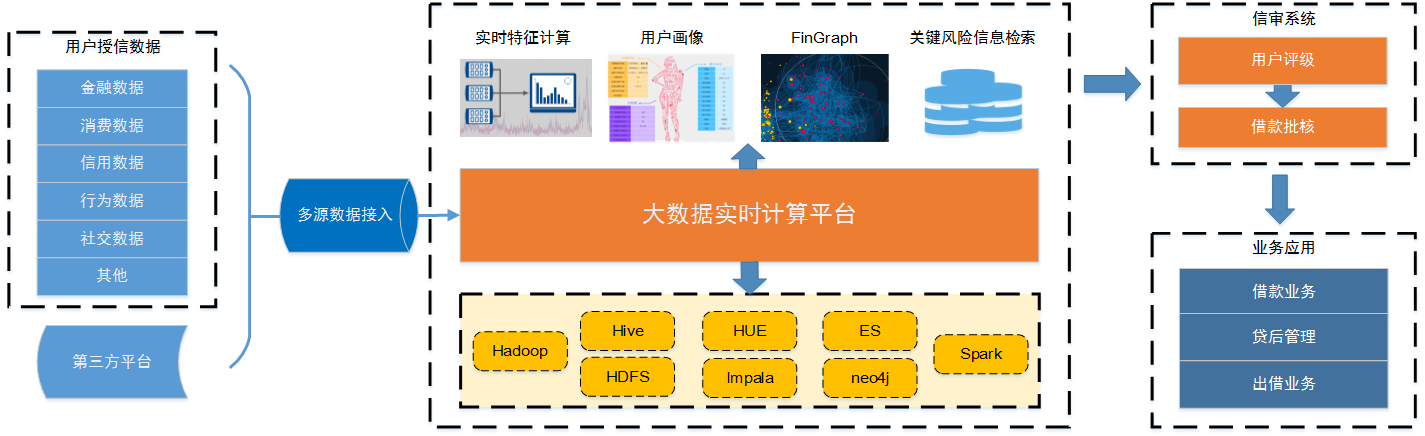 用户授信数据
金融数据
消费数据
信用数据
行为数据
社交数据
其他
第三方平台
多源数据接入
实时特征计算
用户画像
FinGraph
关键风险信息检索
大数据实时计算平台
Hadoop
Hive
HDFS
HUE
Impala
ES
neo4j
Spark
信审系统
用户评级
借款批核
业务应用
借款业务
贷后管理
出借业务